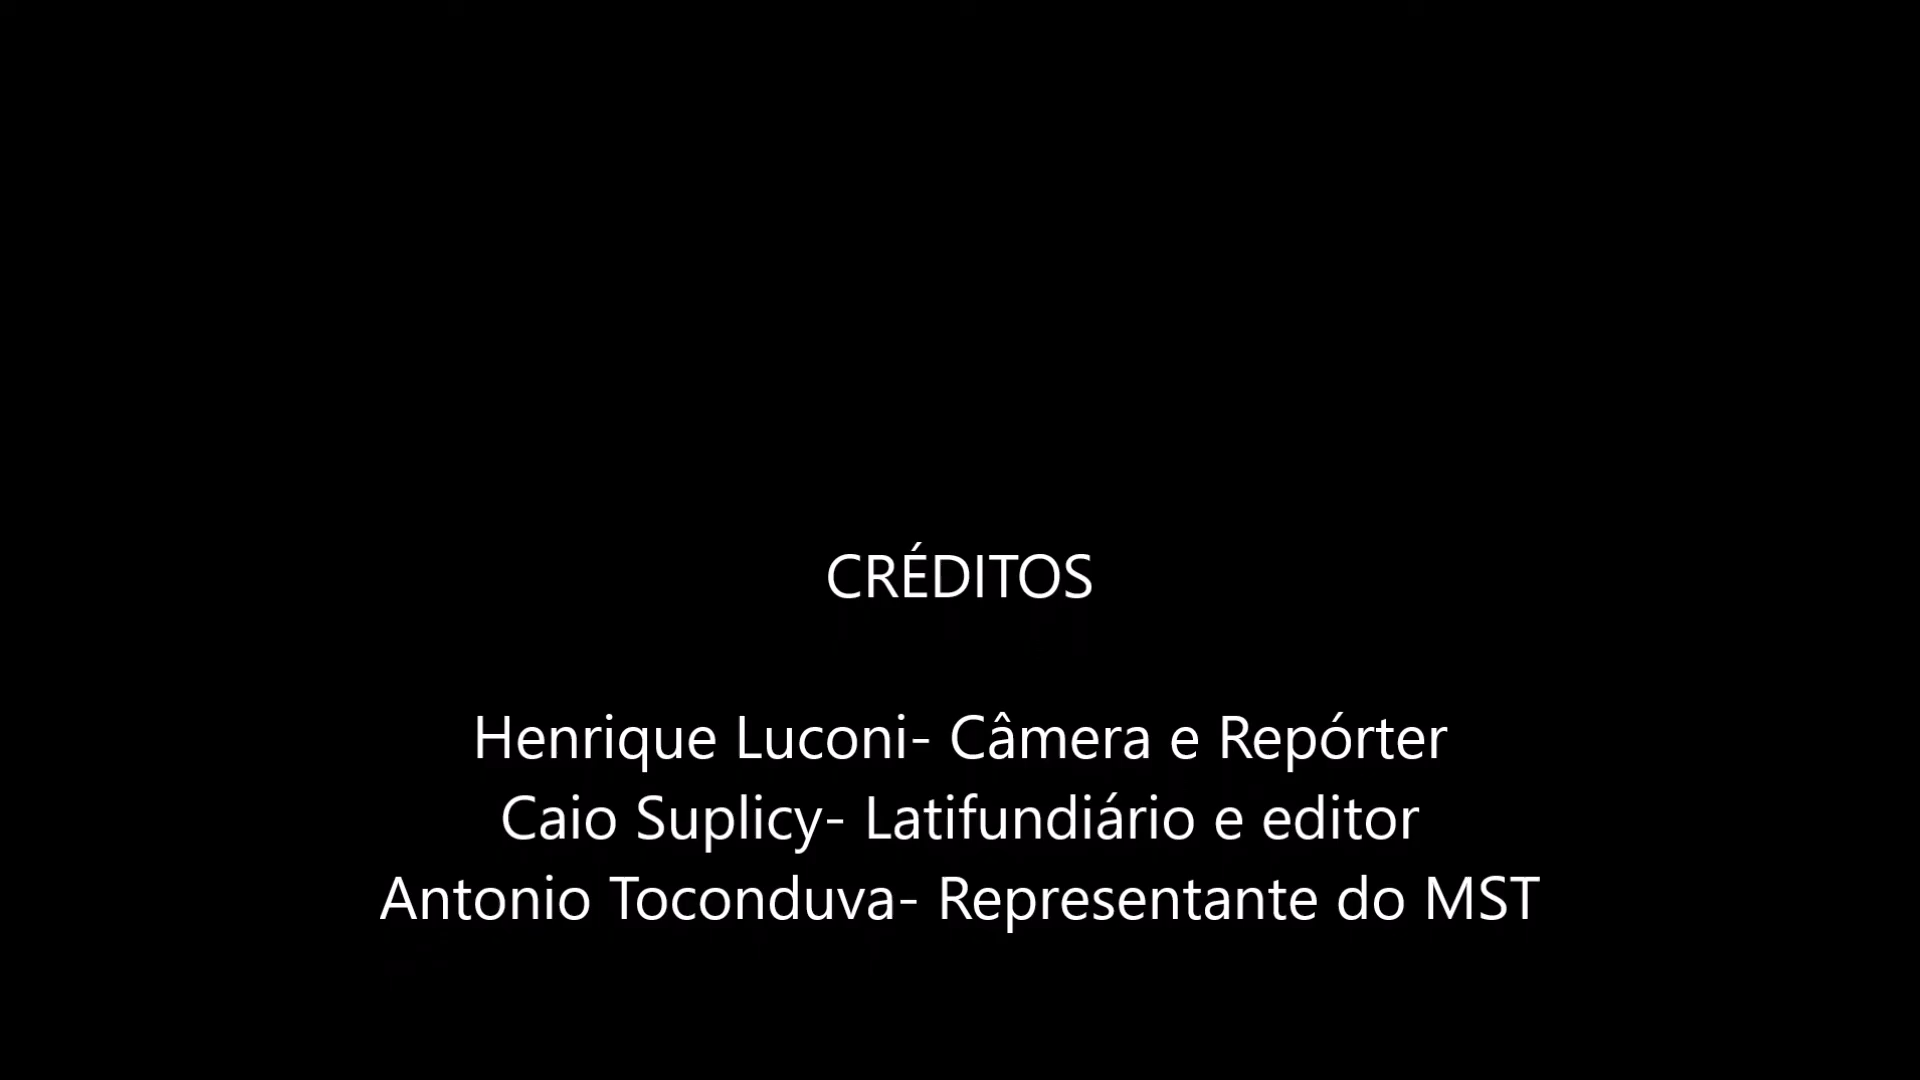 CRÉDITOS
Henrique Luconi- Câmera e Repórter
Caio Suplicy- Latifundiário e editor
Antonio Toconduva- Representante do MST